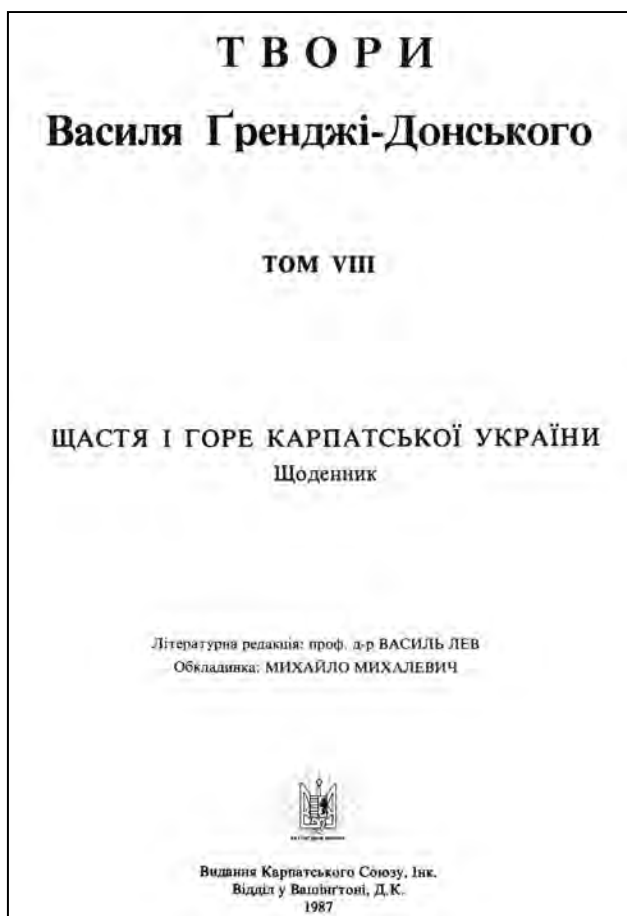 ТВОРИ
Василя Ґренджі-Донського
ТОМ VIII
ЩАСТЯ І ГОРЕ КАРПАТСЬКОЇ УКРАЇНИ
Щоденник
Літературна редакція: проф. д-р ВАСИЛЬ ЛЕВ
Обкладинка: МИХАЙЛО МИХАЛЕВИЧ
Видання Карпатського Союзу, Інк.
Відділ у Вашінґтоні, Д.К.
1987